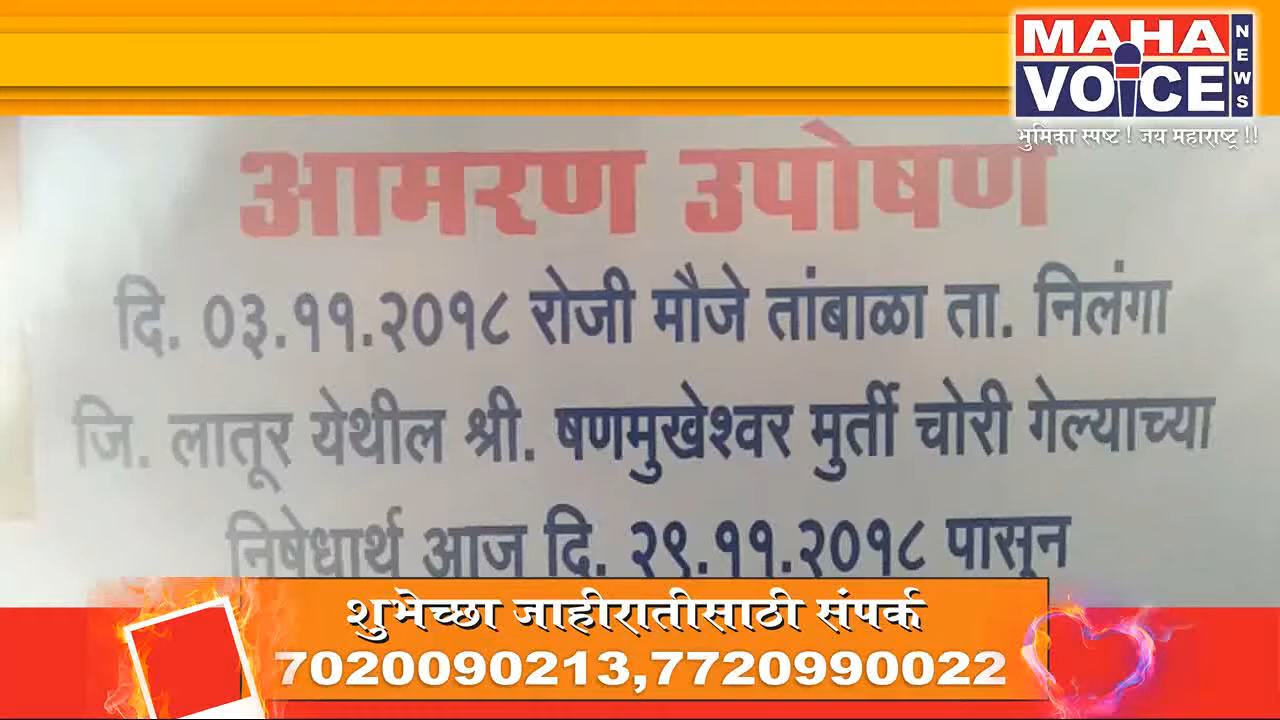 MAHA
VOICE
NEWS
भुमिका स्पष्ट ! जय महाराष्ट्र !!
आमरण उपोषण
दि. ०३.११.२०१८ रोजी मौजे तांबाळा ता. निलंगा
जि. लातूर येथील श्री. षणमुखेश्वर मुर्ती चोरी गेल्याच्या
निषेधार्थ आज दि. २९.११.२०१८ पासून
शुभेच्छा जाहीरातीसाठी संपर्क
7020090213,7720990022